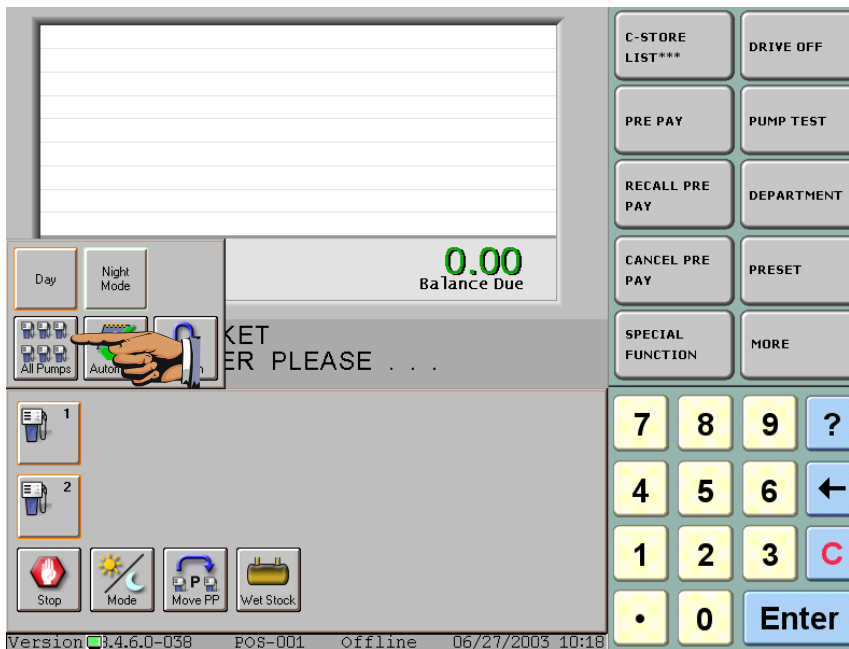 C-STORE
LIST***
DRIVE OFF
PRE PAY
PUMP TEST
RECALL PRE
PAY
DEPARTMENT
CANCEL PRE
PAY
PRESET
SPECIAL
FUNCTION
MORE
0.00
Balance Due
Day
Night
Mode
All Pumps
KET
ER PLEASE . . .
1
2
Stop
Mode
P
Move PP
Wet Stock
7 8 9 ?
4 5 6 ←
1 2 3 C
• 0 Enter
POS-001 Offline 06/27/2003 10:18
Version 3.4.6.0-038